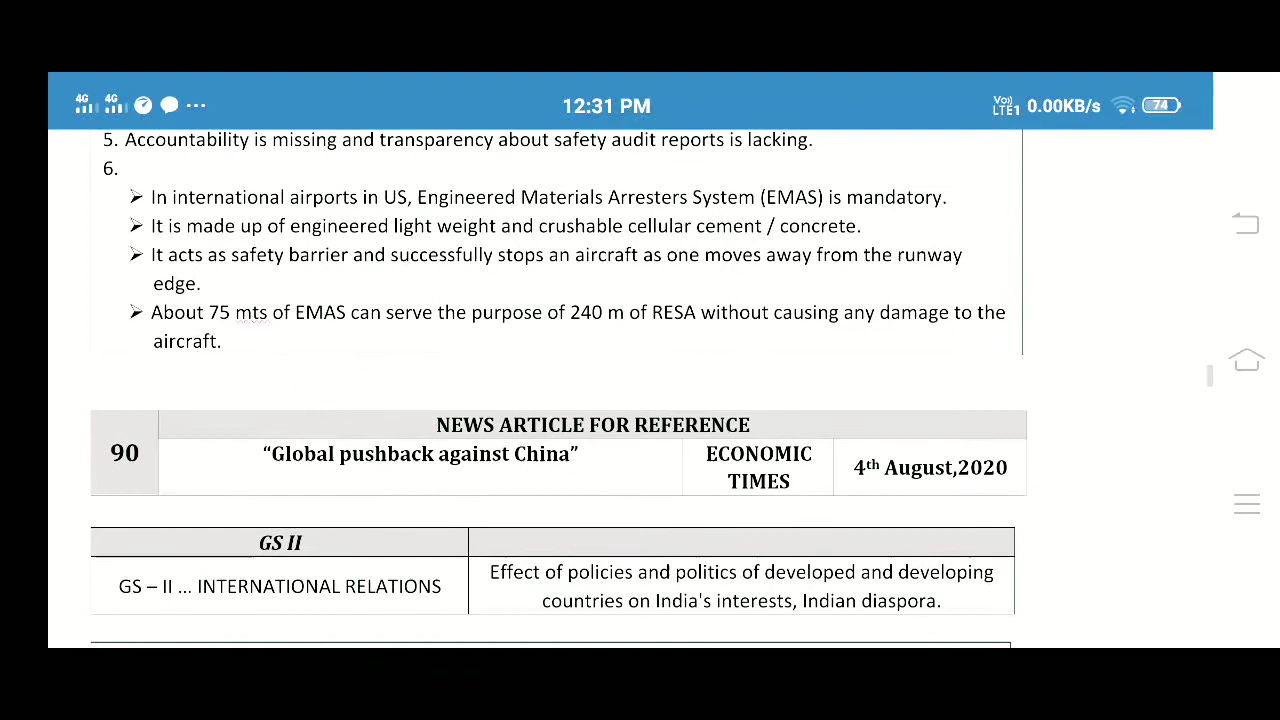 4G 4G ... 12:31 PM Vo)) LTE1 0.00KB/s 74
5. Accountability is missing and transparency about safety audit reports is lacking.
6.
➢ In international airports in US, Engineered Materials Arresters System (EMAS) is mandatory.
➢ It is made up of engineered light weight and crushable cellular cement / concrete.
➢ It acts as safety barrier and successfully stops an aircraft as one moves away from the runway
edge.
➢ About 75 mts of EMAS can serve the purpose of 240 m of RESA without causing any damage to the
aircraft.
NEWS ARTICLE FOR REFERENCE
90 "Global pushback against China" ECONOMIC
TIMES
4th August,2020
GS II
GS – II ... INTERNATIONAL RELATIONS
Effect of policies and politics of developed and developing
countries on India's interests, Indian diaspora.